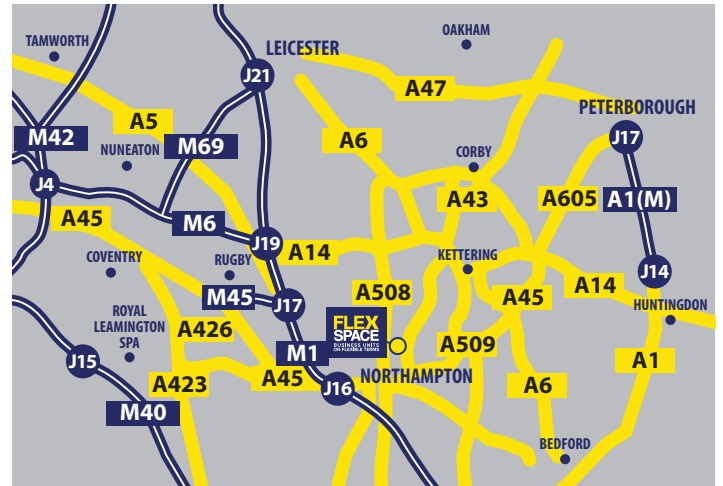 TAMWORTH
LEICESTER
OAKHAM
J21
A47
PETERBOROUGH
A5
M42
A6
J17
M69
NUNEATON
CORBY
J4
A43
A605
A1(M)
A45
M6
J19
A14
COVENTRY
RUGBY
KETTERING
J14
M45
J17
A508
A45
A14
HUNTINGDON
ROYAL
LEAMINGTON
SPA
A426
FLEX
SPACE
BUSINESS UNITS
ON FLEXIBLE TERMS
A509
M1
J15
A423
A45
J16
NORTHAMPTON
A6
A1
M40
BEDFORD